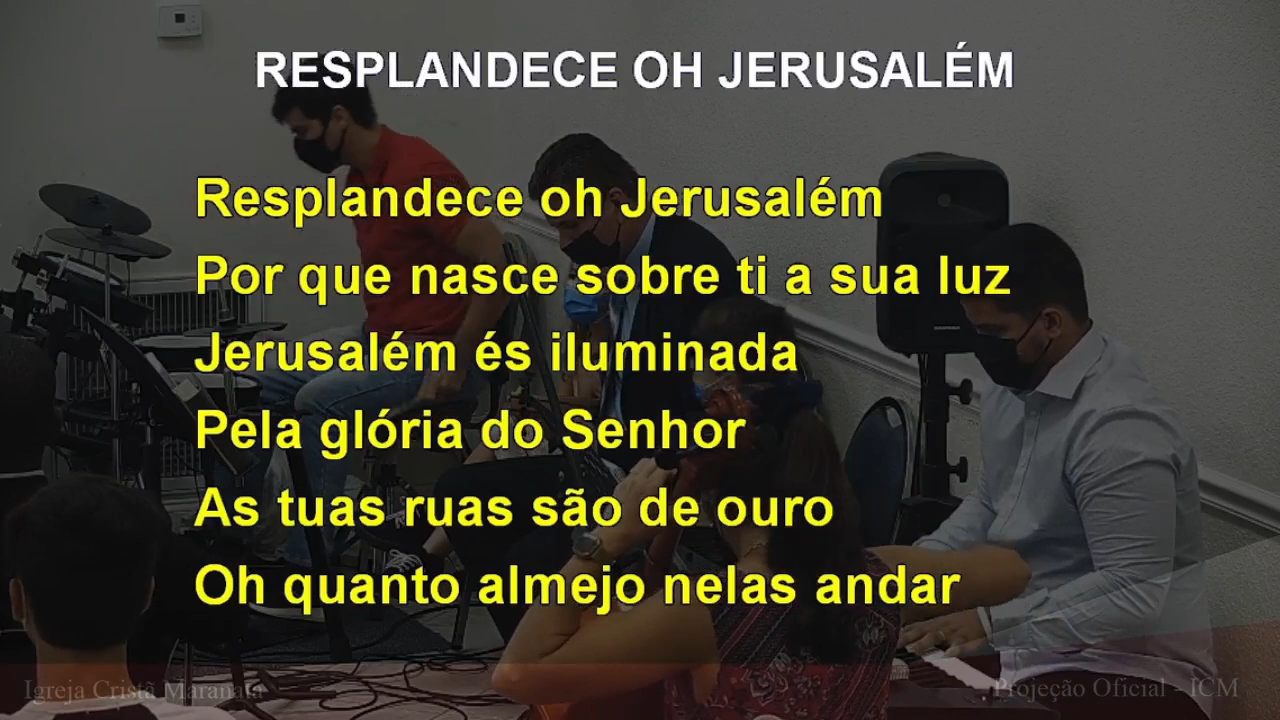 RESPLANDECE OH JERUSALÉM
Resplandece oh Jerusalém
Por que nasce sobre ti a sua luz
Jerusalém és iluminada
Pela glória do Senhor
As tuas ruas são de ouro
Oh quanto almejo nelas andar
Igreja Cristã Maranata
Projeção Oficial - ICM